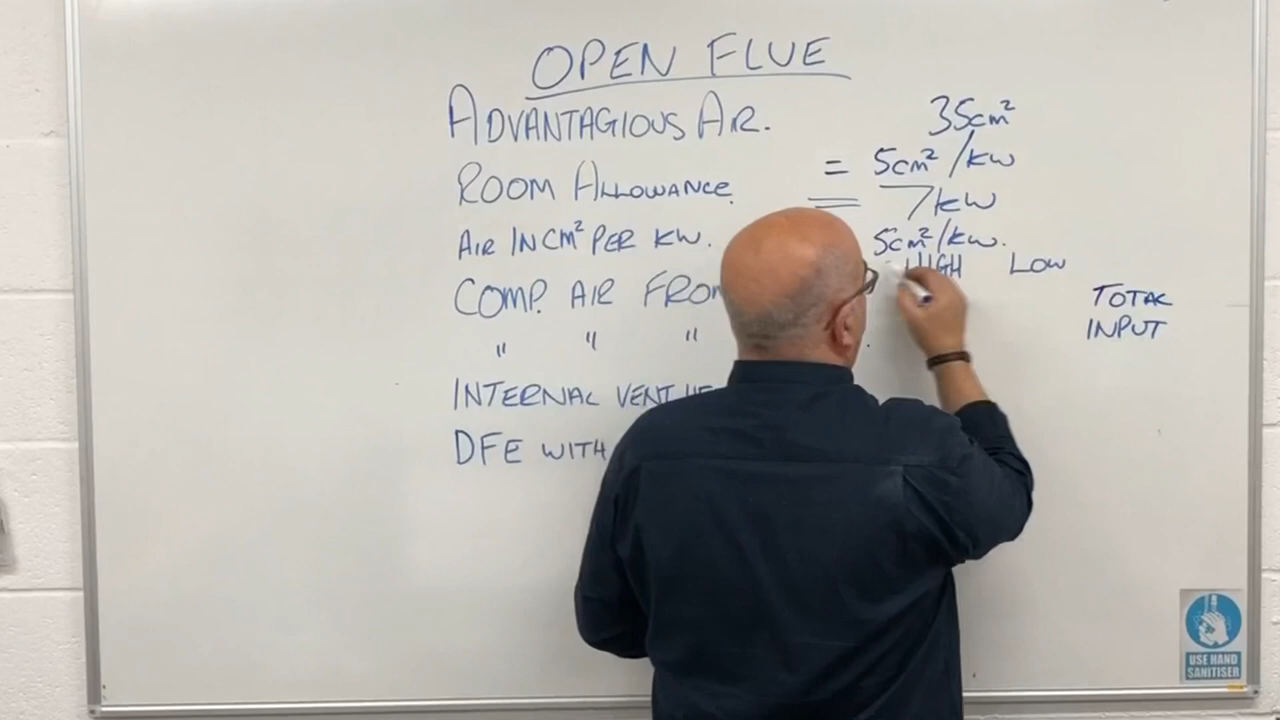 OPEN FLUE
ADVANTAGIOUS AIR. 35cm²
ROOM ALLOWANCE. = 5cm²/kW
7kW
AIR IN CM² PER KW. 5cm²/kW.
HIGH LOW
COMP. AIR
TOTAL
INPUT
" " "
INTERNAL VENT
DFE WITH
USE HAND
SANITISER